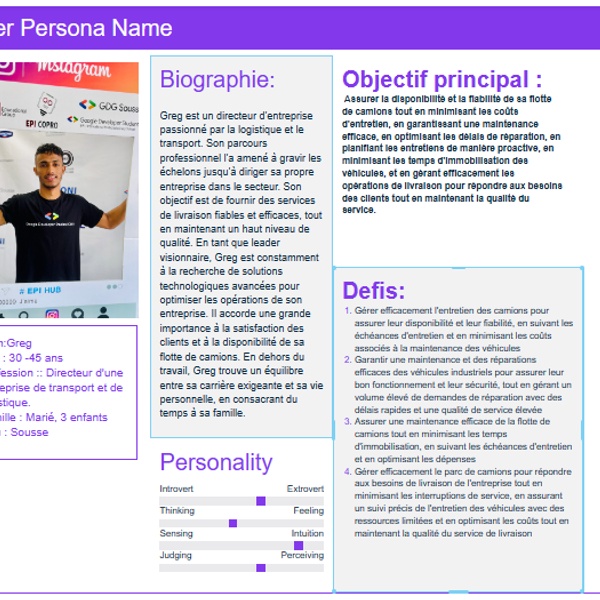 er Persona Name
Instagram
GDG Sousse
EPI COPRO
Google Developer Student
# EPI HUB
n:Greg
: 30 -45 ans
fession :: Directeur d'une
reprise de transport et de
stique.
nille : Marié, 3 enfants
: Sousse
Biographie:
Greg est un directeur d'entreprise
passionné par la logistique et le
transport. Son parcours
professionnel l'a amené à gravir les
échelons jusqu'à diriger sa propre
entreprise dans le secteur. Son
objectif est de fournir des services
de livraison fiables et efficaces, tout
en maintenant un haut niveau de
qualité. En tant que leader
visionnaire, Greg est constamment
à la recherche de solutions
technologiques avancées pour
optimiser les opérations de son
entreprise. Il accorde une grande
importance à la satisfaction des
clients et à la disponibilité de sa
flotte de camions. En dehors du
travail, Greg trouve un équilibre
entre sa carrière exigeante et sa vie
personnelle, en consacrant du
temps à sa famille.
Personality
Introvert Extrovert
Thinking Feeling
Sensing Intuition
Judging Perceiving
Objectif principal :
Assurer la disponibilité et la fiabilité de sa flotte
de camions tout en minimisant les coûts
d'entretien, en garantissant une maintenance
efficace, en optimisant les délais de réparation, en
planifiant les entretiens de manière proactive, en
minimisant les temps d'immobilisation des
véhicules, et en gérant efficacement les
opérations de livraison pour répondre aux besoins
des clients tout en maintenant la qualité du
service.
Defis:
1. Gérer efficacement l'entretien des camions pour
assurer leur disponibilité et leur fiabilité, en suivant les
échéances d'entretien et en minimisant les coûts
associés à la maintenance des véhicules
2. Garantir une maintenance et des réparations
efficaces des véhicules industriels pour assurer leur
bon fonctionnement et leur sécurité, tout en gérant un
volume élevé de demandes de réparation avec des
délais rapides et une qualité de service élevée
3. Assurer une maintenance efficace de la flotte de
camions tout en minimisant les temps
d'immobilisation, en suivant les échéances d'entretien
et en optimisant les dépenses
4. Gérer efficacement le parc de camions pour répondre
aux besoins de livraison de l'entreprise tout en
minimisant les interruptions de service, en assurant
un suivi précis de l'entretien des véhicules avec des
ressources limitées et en optimisant les coûts tout en
maintenant la qualité du service de livraison